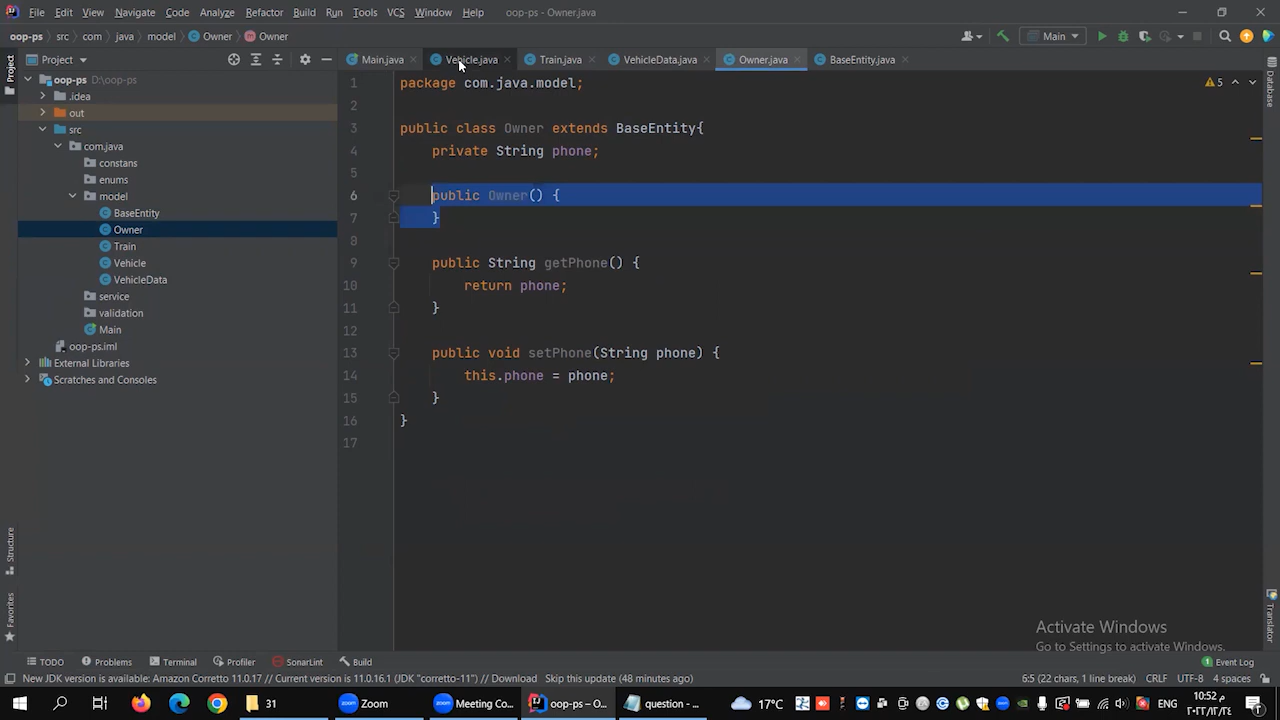 File Edit View Navigate Code Analyze Refactor Build Run Tools VCS Window Help oop-ps - Owner.java
oop-ps src com java model Owner Owner Main
Project
Project Main.java Vehicle.java Train.java VehicleData.java Owner.java BaseEntity.java
oop-ps D:\oop-ps
.idea
out
src
com.java
constans
enums
model
BaseEntity
Owner
Train
Vehicle
VehicleData
service
validation
Main
oop-ps.iml
External Libraries
Scratches and Consoles
Structure
Favorites
1 package com.java.model;
2
3 public class Owner extends BaseEntity{
4 private String phone;
5
6 public Owner() {
7 }
8
9 public String getPhone() {
10 return phone;
11 }
12
13 public void setPhone(String phone) {
14 this.phone = phone;
15 }
16 }
17
5
Database
Translator
Activate Windows
Go to Settings to activate Windows.
TODO Problems Terminal Profiler SonarLint Build 1 Event Log
New JDK version is available: Amazon Corretto 11.0.17 // Current version is 11.0.16.1 (JDK "corretto-11") Download Skip this update (48 minutes ago) 6:5 (22 chars, 1 line break) CRLF UTF-8 4 spaces
31 Zoom Meeting Co... oop-ps – O... question - ... 17°C ENG